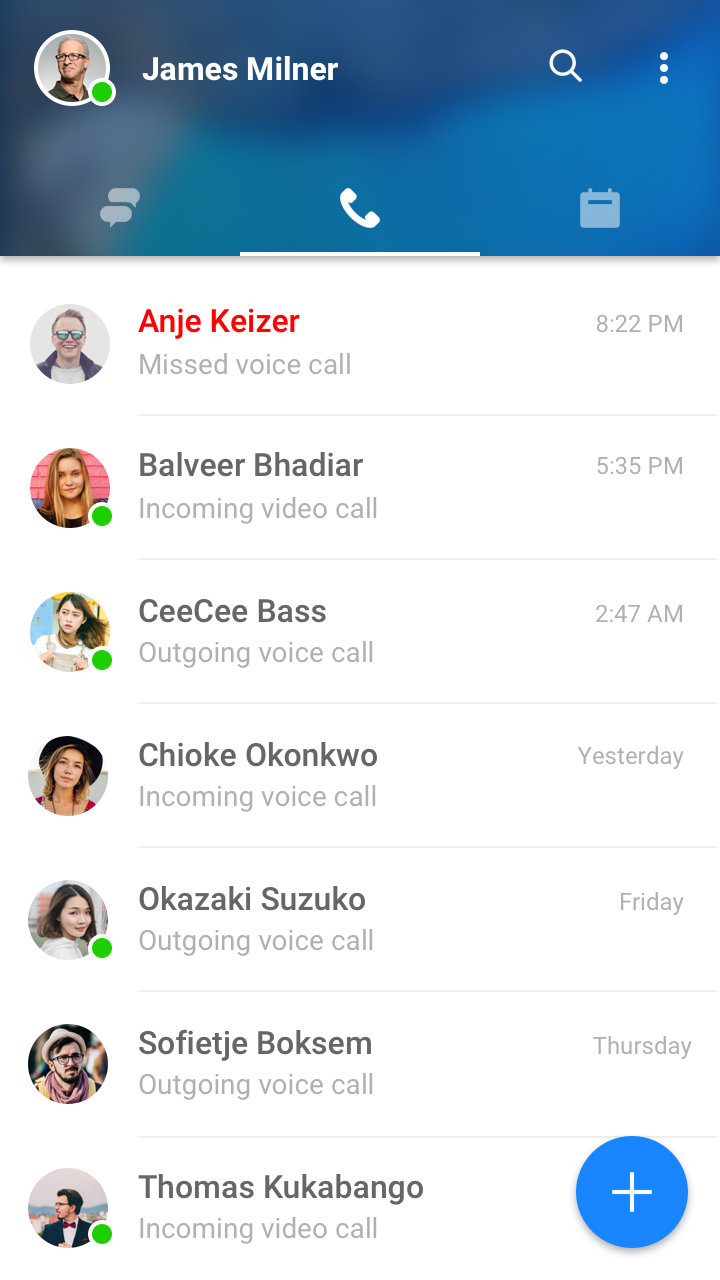 James Milner
Anje Keizer 8:22 PM
Missed voice call
Balveer Bhadiar 5:35 PM
Incoming video call
CeeCee Bass 2:47 AM
Outgoing voice call
Chioke Okonkwo Yesterday
Incoming voice call
Okazaki Suzuko Friday
Outgoing voice call
Sofietje Boksem Thursday
Outgoing voice call
Thomas Kukabango
Incoming video call